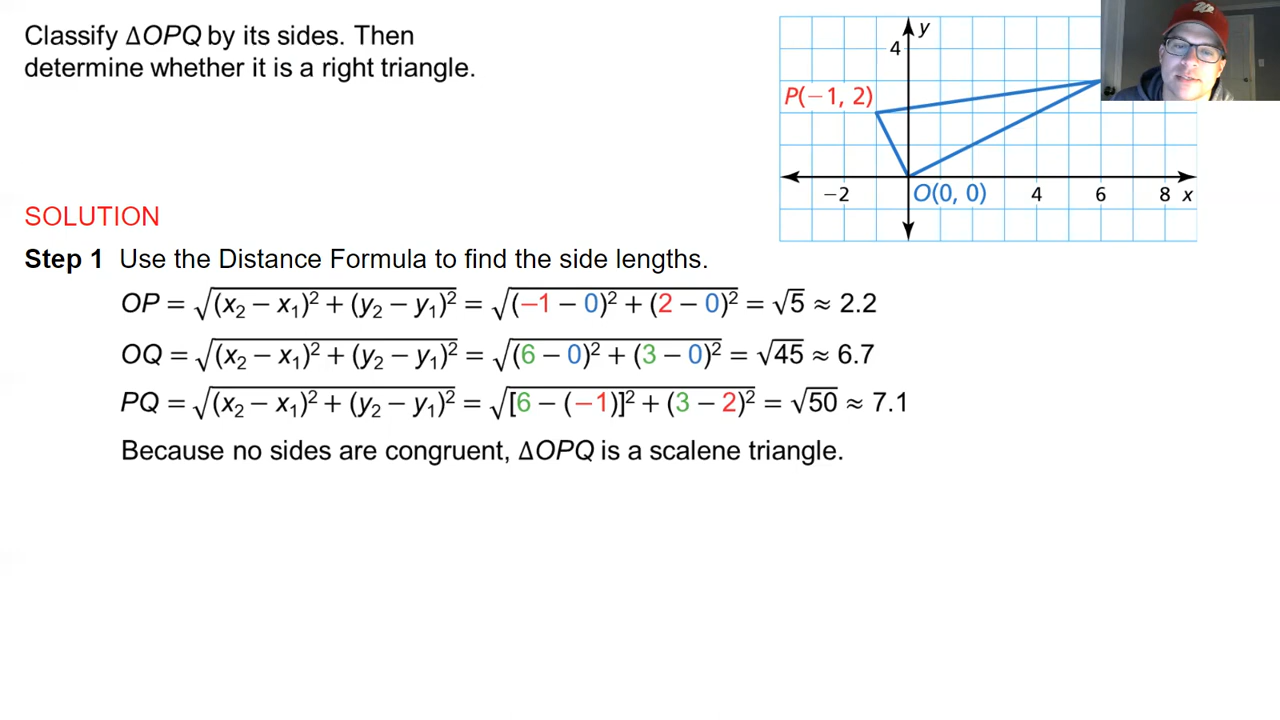 Classify ΔOPQ by its sides. Then
determine whether it is a right triangle.
y
4
P(−1, 2)
−2
O(0, 0)
4
6
8
x
SOLUTION
Step 1 Use the Distance Formula to find the side lengths.
OP = √(x₂ − x₁)² + (y₂ − y₁)² = √(−1 − 0)² + (2 − 0)² = √5 ≈ 2.2
OQ = √(x₂ − x₁)² + (y₂ − y₁)² = √(6 − 0)² + (3 − 0)² = √45 ≈ 6.7
PQ = √(x₂ − x₁)² + (y₂ − y₁)² = √[6 − (−1)]² + (3 − 2)² = √50 ≈ 7.1
Because no sides are congruent, ΔOPQ is a scalene triangle.